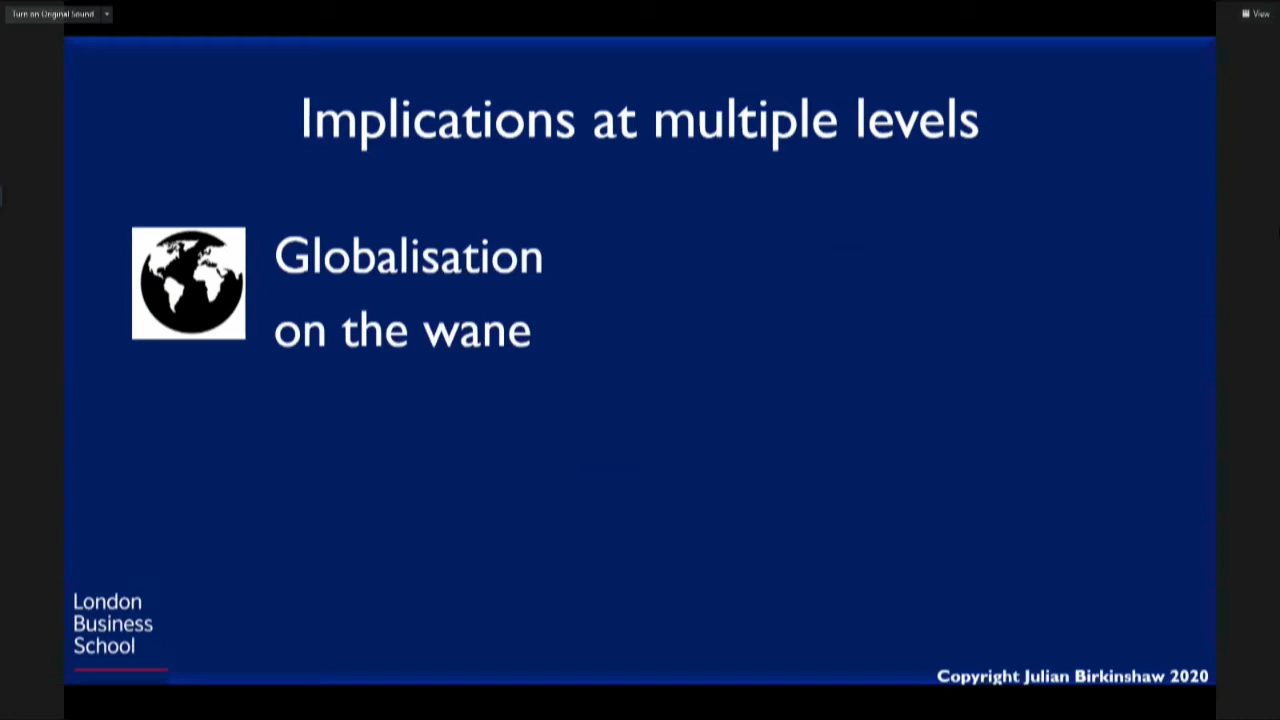 Turn on Original Sound
View
Implications at multiple levels
Globalisation
on the wane
London
Business
School
Copyright Julian Birkinshaw 2020